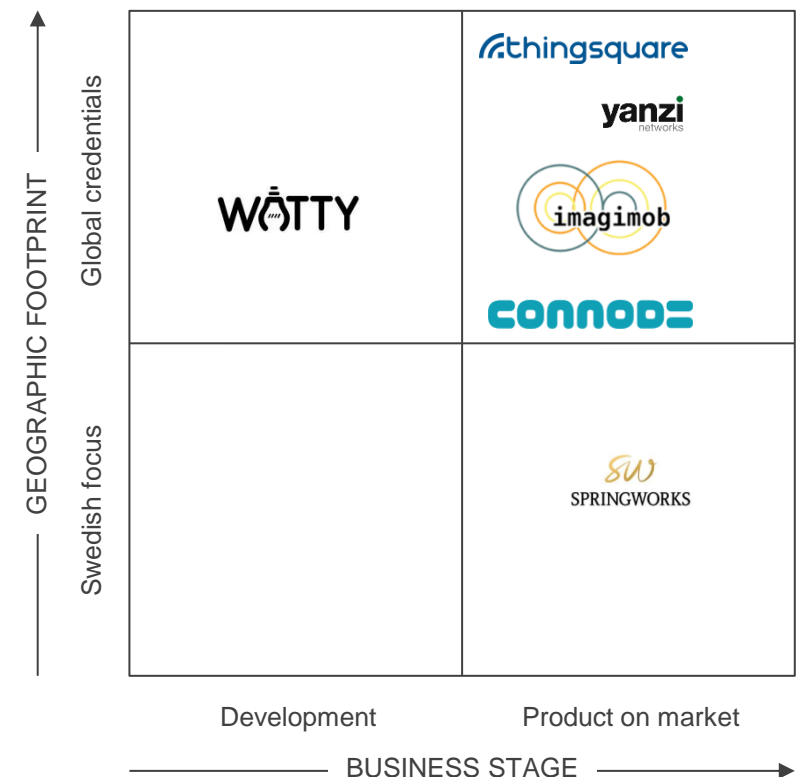 GEOGRAPHIC FOOTPRINT
Global credentials
Swedish focus
thingsquare
yanzi
networks
WATTY
imagimob
CONNODE
SW
SPRINGWORKS
Development
Product on market
BUSINESS STAGE